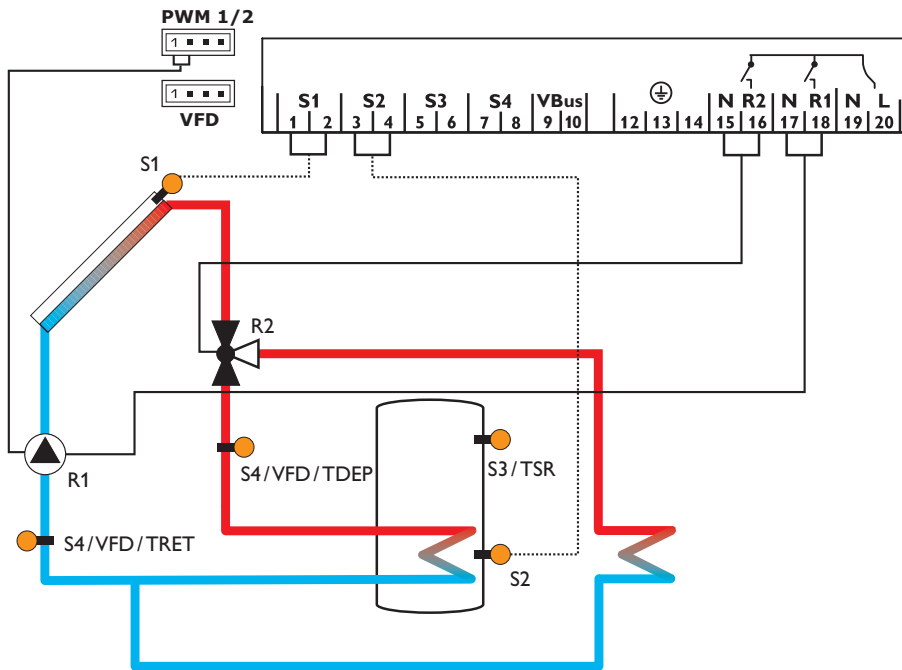 PWM 1/2
1
1
VFD
S1 S2 S3 S4 VBus N R2 N R1 N L
1 2 3 4 5 6 7 8 9 10 12 13 14 15 16 17 18 19 20
S1
R2
S4/VFD/TDEP
S3/TSR
R1
S4/VFD/TRET
S2